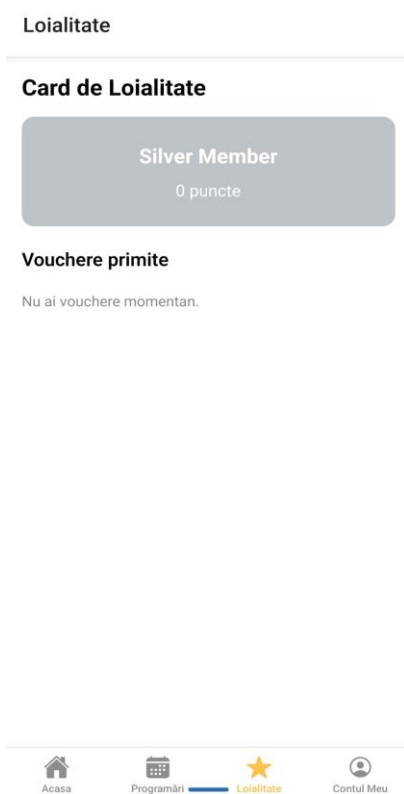 Loialitate
Card de Loialitate
Silver Member
0 puncte
Vouchere primite
Nu ai vouchere momentan.
Acasa
Programări
Loialitate
Contul Meu